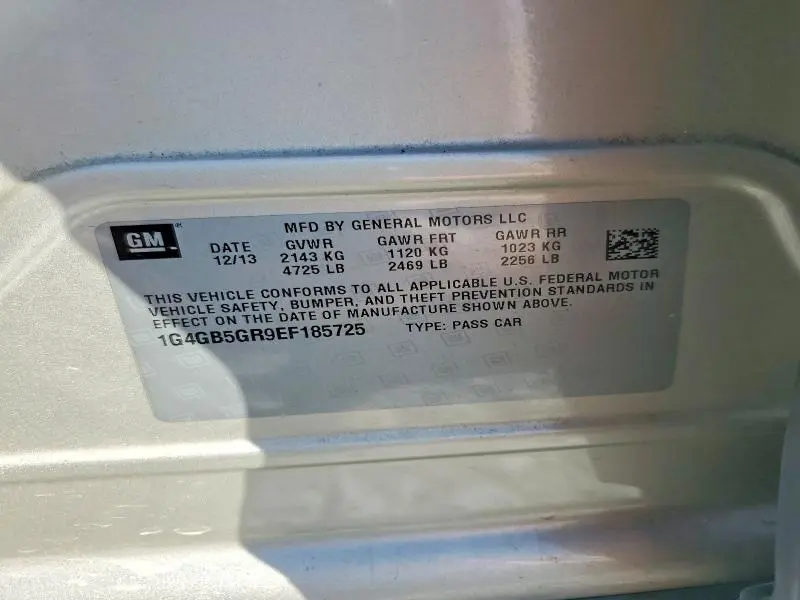 GM
MFD BY GENERAL MOTORS LLC
DATE GVWR GAWR FRT GAWR RR
12/13 2143 KG 1120 KG 1023 KG
4725 LB 2469 LB 2256 LB
THIS VEHICLE CONFORMS TO ALL APPLICABLE U.S. FEDERAL MOTOR
VEHICLE SAFETY, BUMPER, AND THEFT PREVENTION STANDARDS IN
EFFECT ON THE DATE OF MANUFACTURE SHOWN ABOVE.
1G4GB5GR9EF185725 TYPE: PASS CAR